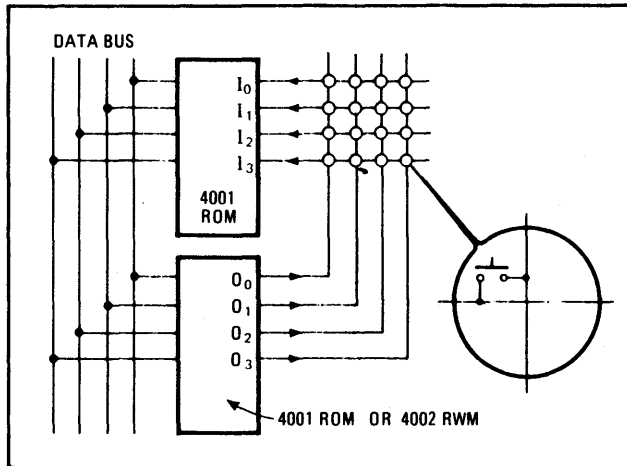 DATA BUS
I0
I1
I2
I3
4001
ROM
O0
O1
O2
O3
4001 ROM OR 4002 RWM